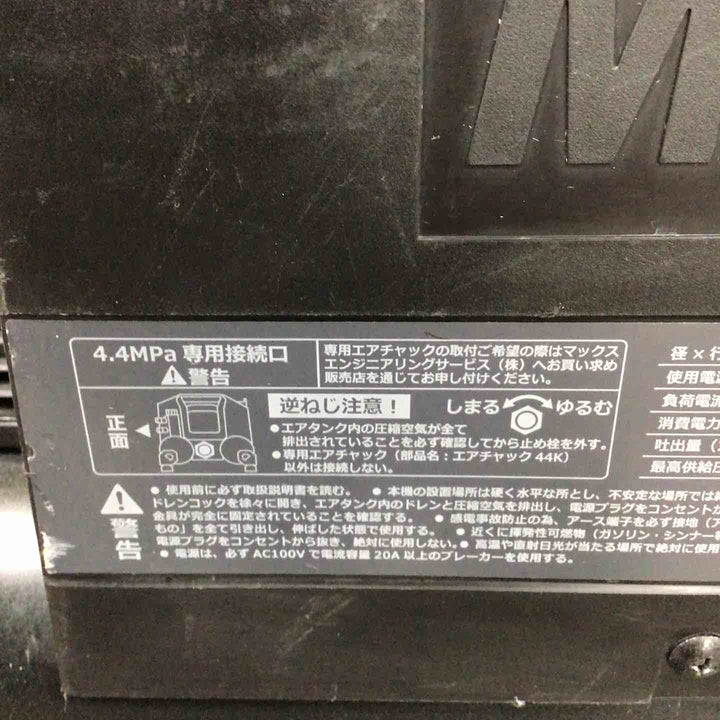 M
4.4MPa 専用接続口
⚠警告
専用エアチャックの取付ご希望の際はマックス
エンジニアリングサービス（株）へお買い求め
販売店を通じてお申し付けください。
正面
逆ねじ注意！
しまる ゆるむ
●エアタンク内の圧縮空気が全て
排出されていることを必ず確認してから止め栓を外す。
●専用エアチャック（部品名：エアチャック 44K）
以外は接続しない。
径×行
使用電
負荷電
消費電力
吐出量（
最高供給
⚠警告
● 使用前に必ず取扱説明書を読む。 ● 本機の設置場所は硬く水平な所とし、不安定な場所では
ドレンコックを徐々に開き、エアタンク内のドレンと圧縮空気を排出し、電源プラグをコンセント
金具が完全に固定されていることを確認する。 ● 感電事故防止の為、アース端子を必ず接地（
もの）を全て引き出し、伸ばした状態で使用する。 ● 近くに揮発性可燃物（ガソリン・シンナー
電源プラグをコンセントから抜き、絶対に使用しない。● 高温や直射日光が当たる場所で絶対に
● 電源は、必ず AC100V で電流容量 20A 以上のブレーカーを使用する。